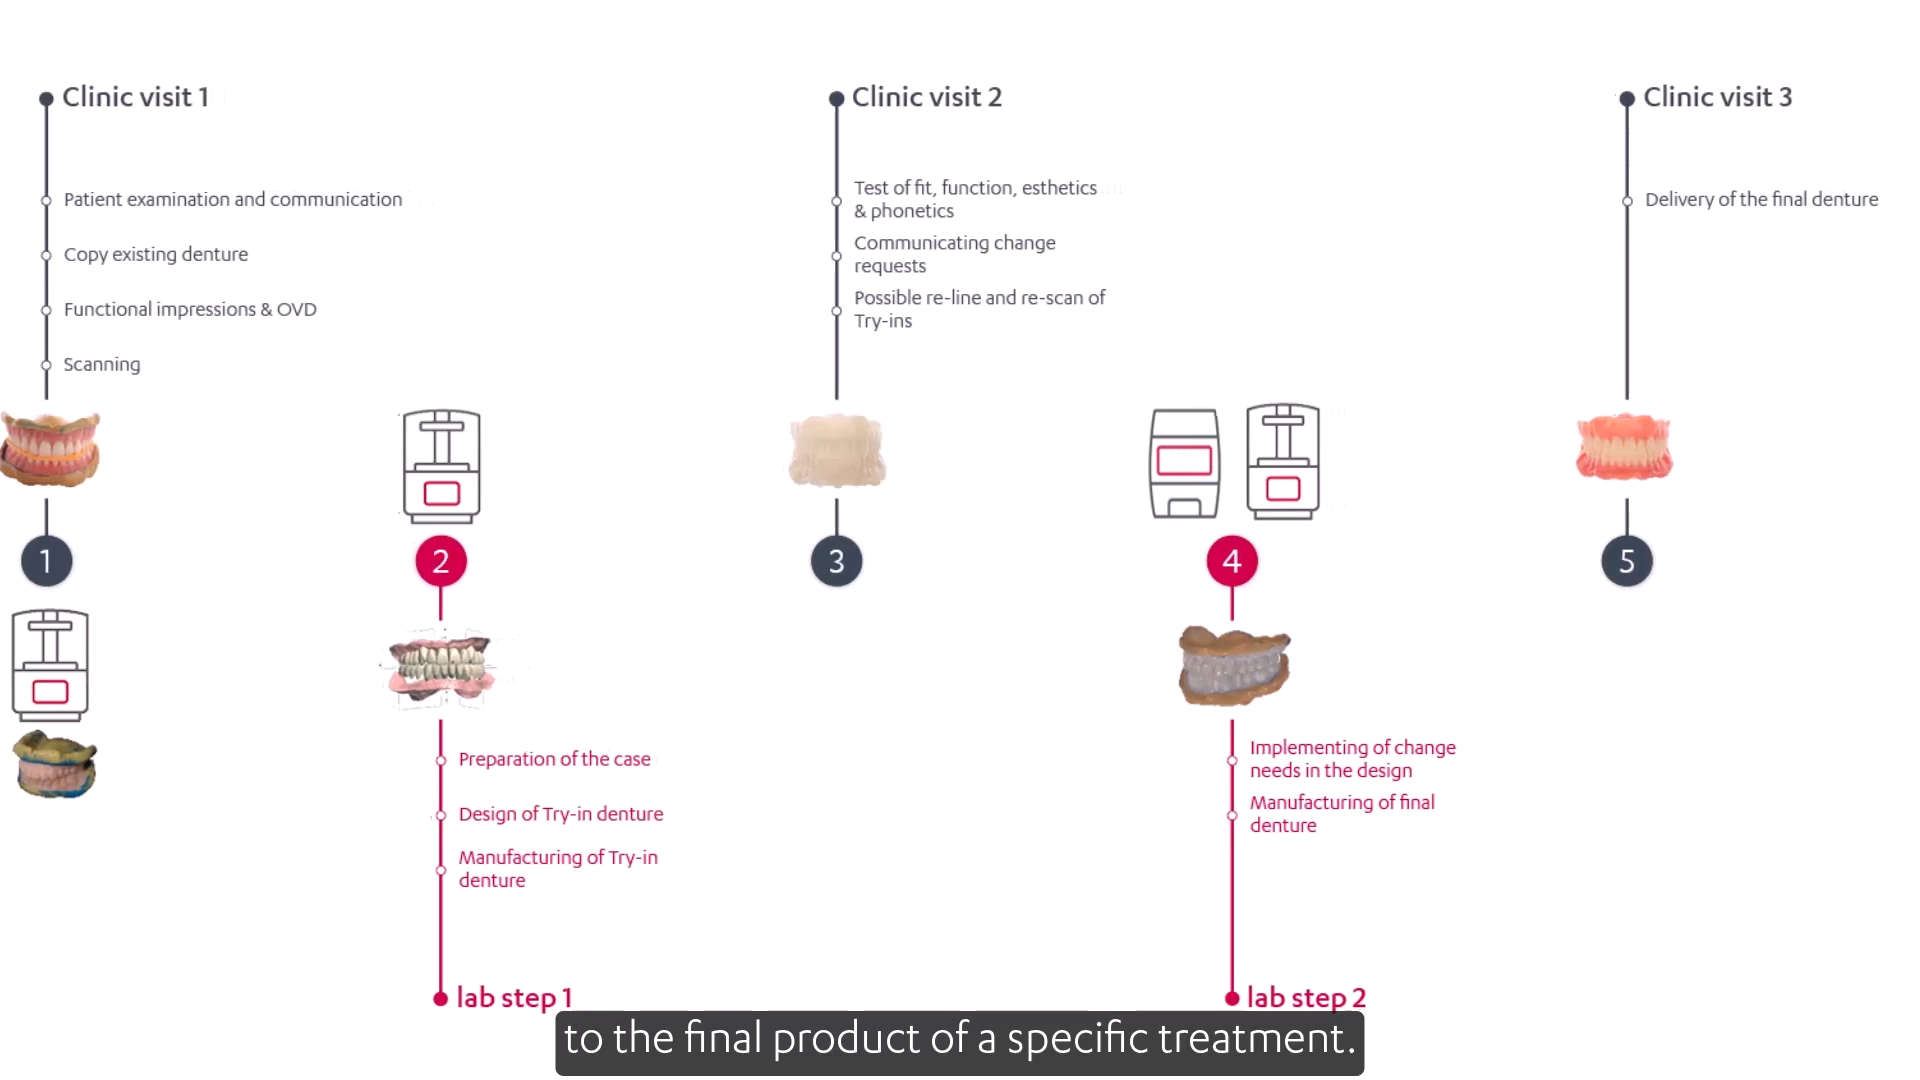 Clinic visit 1
Patient examination and communication
Copy existing denture
Functional impressions & OVD
Scanning
1
2
Preparation of the case
Design of Try-in denture
Manufacturing of Try-in
denture
lab step 1
Clinic visit 2
Test of fit, function, esthetics
& phonetics
Communicating change
requests
Possible re-line and re-scan of
Try-ins
3
4
Implementing of change
needs in the design
Manufacturing of final
denture
lab step 2
Clinic visit 3
Delivery of the final denture
5
to the final product of a specific treatment.